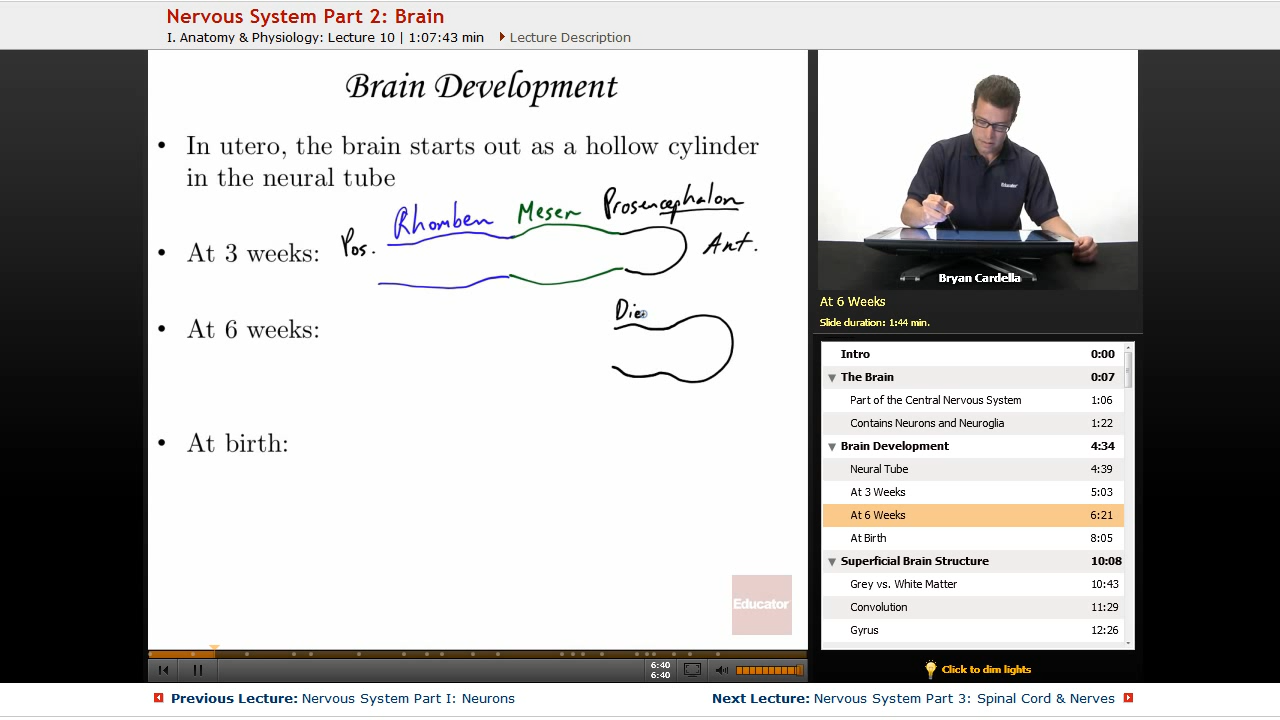 Nervous System Part 2: Brain
I. Anatomy & Physiology: Lecture 10 | 1:07:43 min
Lecture Description
Brain Development
• In utero, the brain starts out as a hollow cylinder
in the neural tube
Rhomben Mesen Prosencephalon
• At 3 weeks: Pos. Ant.
Die
• At 6 weeks:
• At birth:
Educator
6:40
6:40
Educator
Bryan Cardella
At 6 Weeks
Slide duration: 1:44 min.
Intro 0:00
The Brain 0:07
Part of the Central Nervous System 1:06
Contains Neurons and Neuroglia 1:22
Brain Development 4:34
Neural Tube 4:39
At 3 Weeks 5:03
At 6 Weeks 6:21
At Birth 8:05
Superficial Brain Structure 10:08
Grey vs. White Matter 10:43
Convolution 11:29
Gyrus 12:26
Click to dim lights
Previous Lecture: Nervous System Part I: Neurons
Next Lecture: Nervous System Part 3: Spinal Cord & Nerves